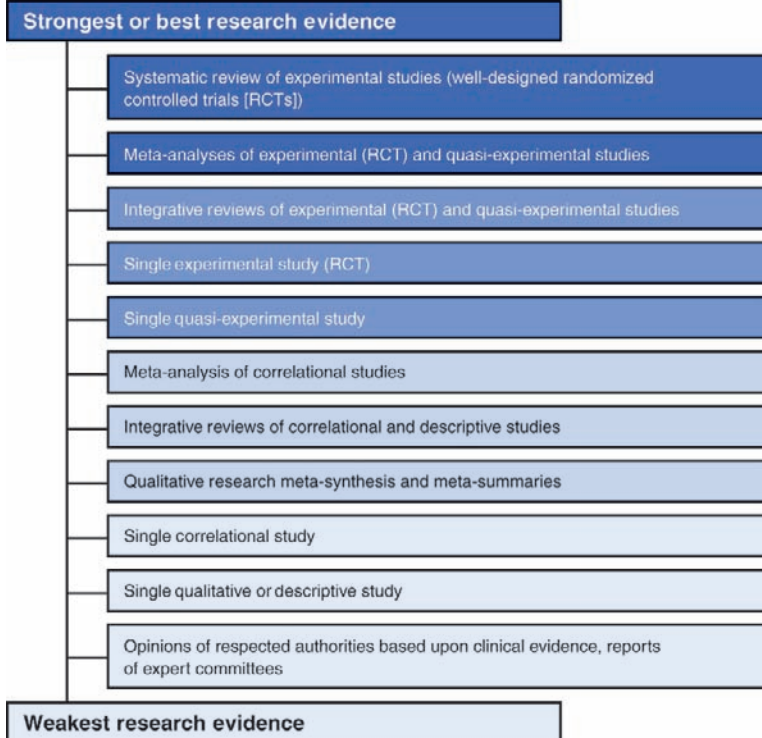 Strongest or best research evidence
Systematic review of experimental studies (well-designed randomized
controlled trials [RCTs])
Meta-analyses of experimental (RCT) and quasi-experimental studies
Integrative reviews of experimental (RCT) and quasi-experimental studies
Single experimental study (RCT)
Single quasi-experimental study
Meta-analysis of correlational studies
Integrative reviews of correlational and descriptive studies
Qualitative research meta-synthesis and meta-summaries
Single correlational study
Single qualitative or descriptive study
Opinions of respected authorities based upon clinical evidence, reports
of expert committees
Weakest research evidence